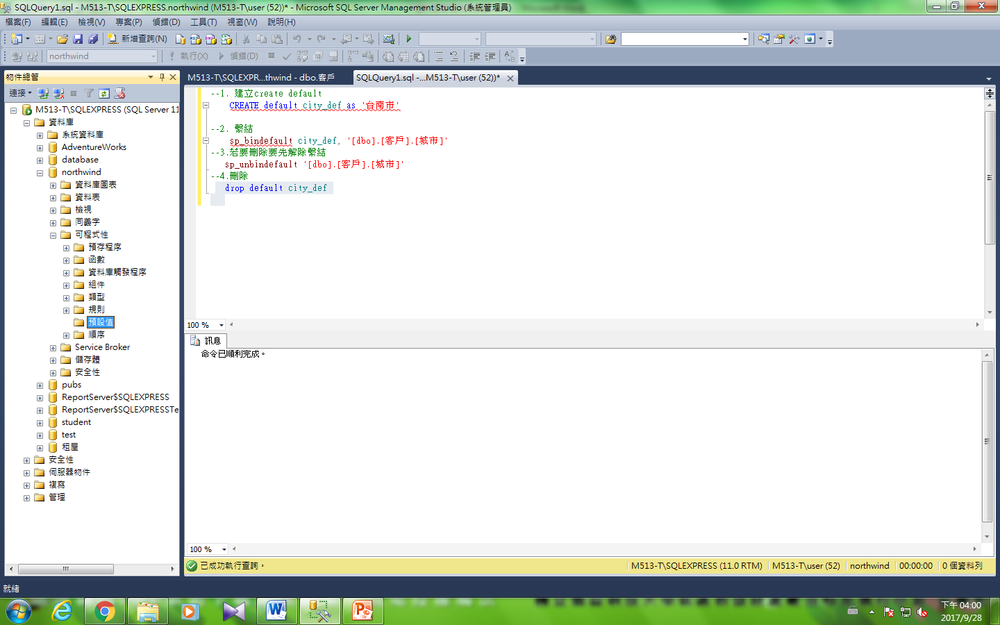 SQLQuery1.sql - M513-T\SQLEXPRESS.northwind (M513-T\user (52))* - Microsoft SQL Server Management Studio (系統管理員)
檔案(F) 編輯(E) 檢視(V) 專案(P) 偵錯(D) 工具(T) 視窗(W) 說明(H)
新增查詢(N)
northwind 執行(X) 偵錯(D)
物件總管
M513-T\SQLEXPR...thwind - dbo.客戶 SQLQuery1.sql -...M513-T\user (52))*
連接
M513-T\SQLEXPRESS (SQL Server 11
資料庫
系統資料庫
AdventureWorks
database
northwind
資料庫圖表
資料表
檢視
同義字
可程式性
預存程序
函數
資料庫觸發程序
組件
類型
規則
預設值
順序
Service Broker
儲存體
安全性
pubs
ReportServer$SQLEXPRESS
ReportServer$SQLEXPRESSTe
student
test
租屋
安全性
伺服器物件
複寫
管理
--1. 建立create default
CREATE default city_def as '台南市'
--2. 繫結
sp_bindefault city_def, '[dbo].[客戶].[城市]'
--3.若要刪除要先解除繫結
sp_unbindefault '[dbo].[客戶].[城市]'
--4.刪除
drop default city_def
100 %
訊息
命令已順利完成。
100 %
已成功執行查詢。 M513-T\SQLEXPRESS (11.0 RTM) M513-T\user (52) northwind 00:00:00 0 個資料列
就緒
下午 04:00
2017/9/28